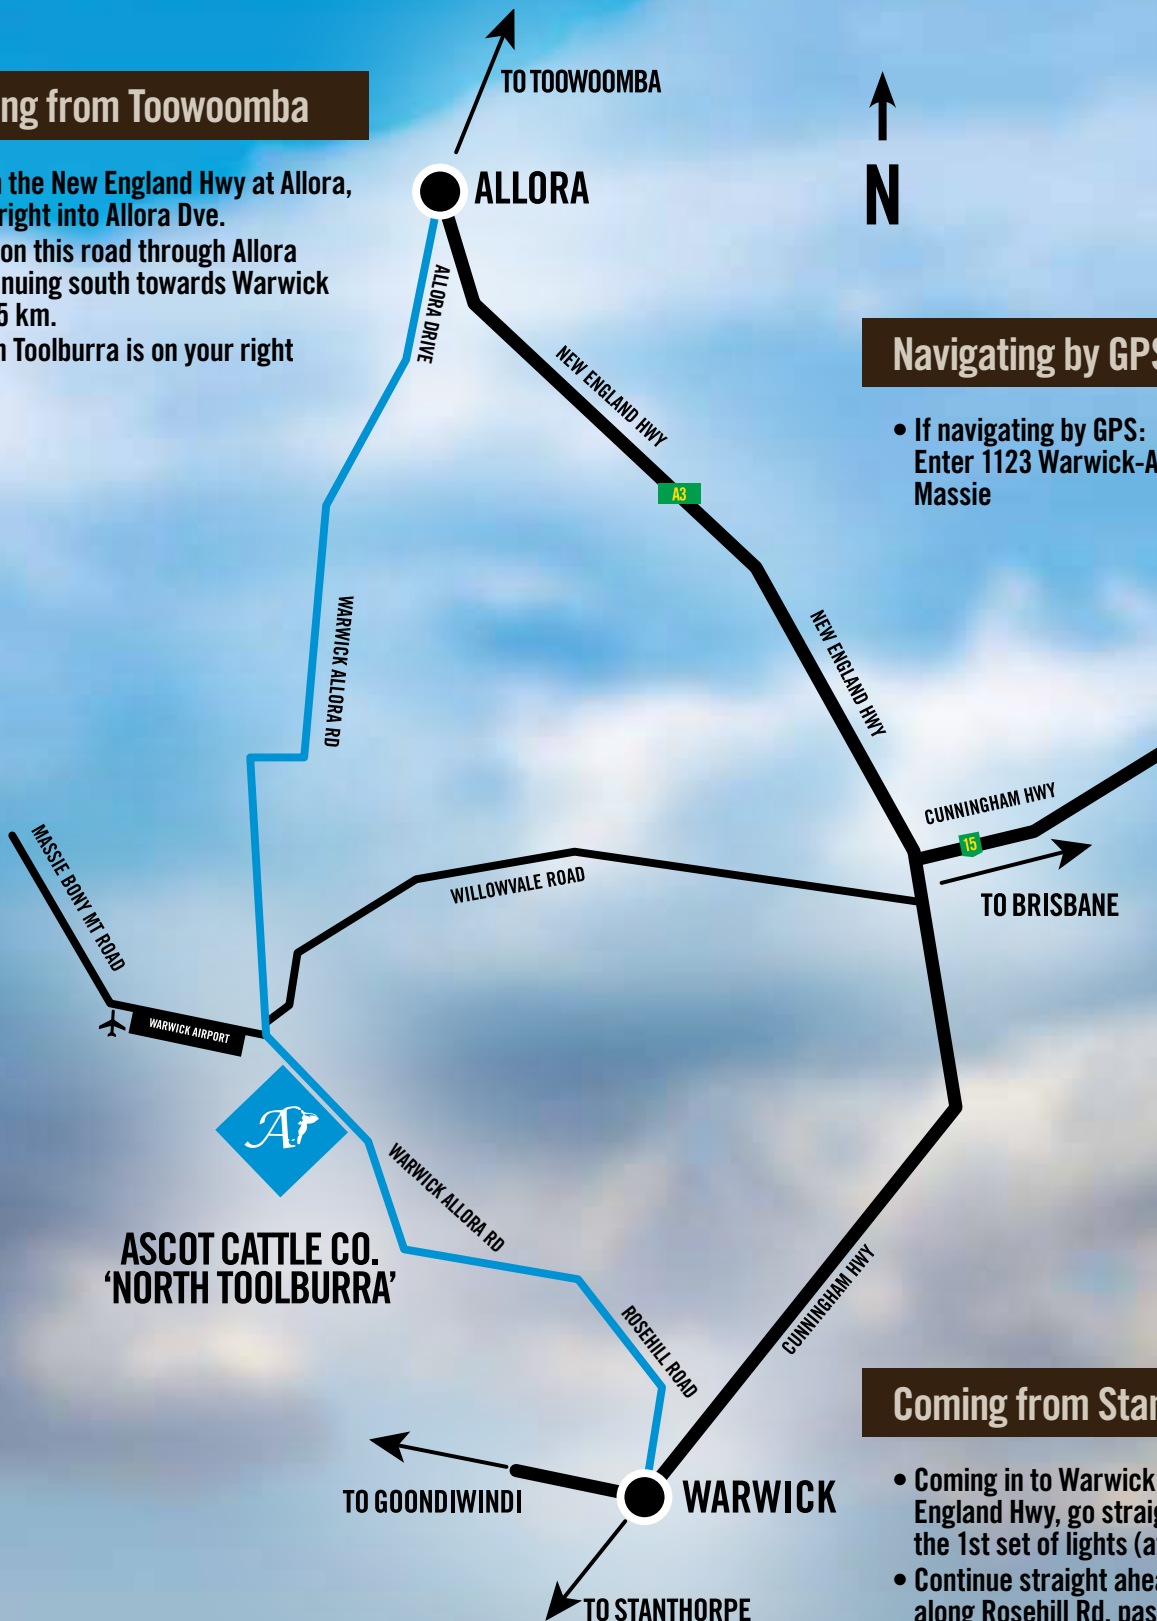 TO TOOWOOMBA
ng from Toowoomba
the New England Hwy at Allora,
right into Allora Dve.
on this road through Allora
nuing south towards Warwick
5 km.
Toolburra is on your right
ALLORA
N
ALLORA DRIVE
NEW ENGLAND HWY
A3
Navigating by GPS
• If navigating by GPS:
Enter 1123 Warwick-A
Massie
WARWICK ALLORA RD
NEW ENGLAND HWY
CUNNINGHAM HWY
15
TO BRISBANE
MASSIE BONY MT ROAD
WILLOWVALE ROAD
WARWICK AIRPORT
A
WARWICK ALLORA RD
ASCOT CATTLE CO.
‘NORTH TOOLBURRA’
CUNNINGHAM HWY
ROSEHILL ROAD
TO GOONDIWINDI
WARWICK
TO STANTHORPE
Coming from Stan
• Coming in to Warwick
England Hwy, go straig
the 1st set of lights (a
• Continue straight ahea
along Rosehill Rd, pas